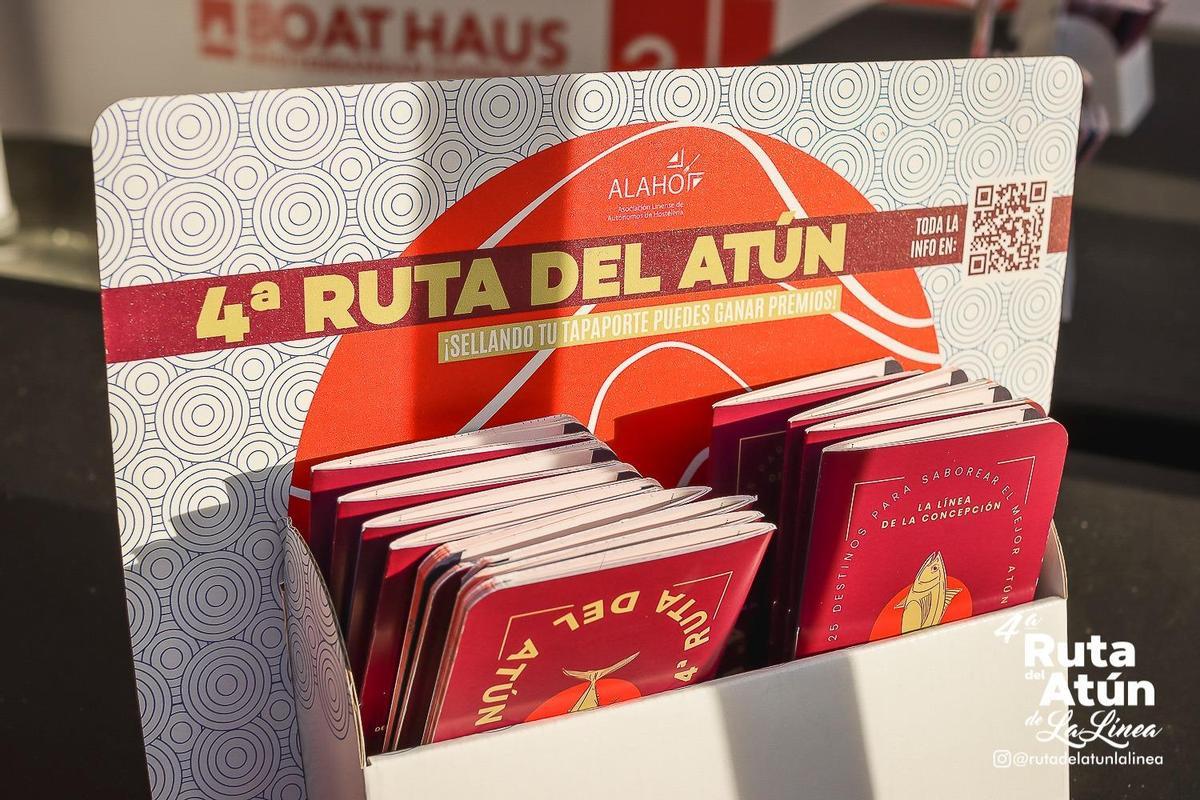 BOAT HAUS
ALAHO
Asociación Linense de
Autónomos de Hostelería
4ª RUTA DEL ATÚN
TODA LA
INFO EN:
¡SELLANDO TU TAPAPORTE PUEDES GANAR PREMIOS!
25 DESTINOS PARA SABOREAR EL MEJOR ATÚN
LA LÍNEA
DE LA CONCEPCIÓN
4ª RUTA DEL ATÚN
4ª
Ruta
del
Atún
de La Línea
@rutadelatunlalinea